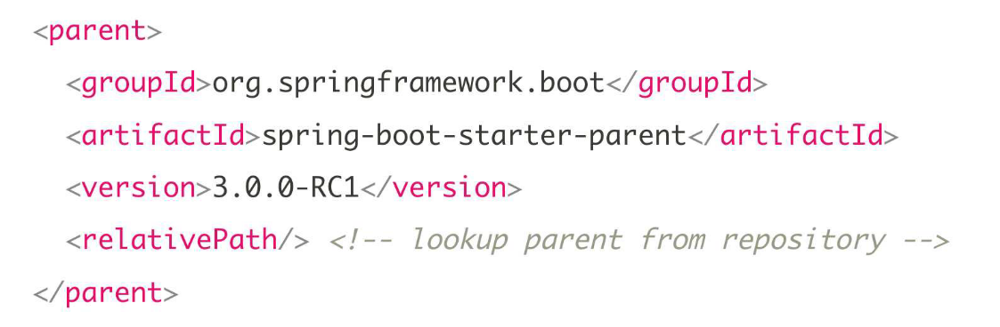 <parent>
<groupId>org.springframework.boot</groupId>
<artifactId>spring-boot-starter-parent</artifactId>
<version>3.0.0-RC1</version>
<relativePath/> <!-- lookup parent from repository -->
</parent>